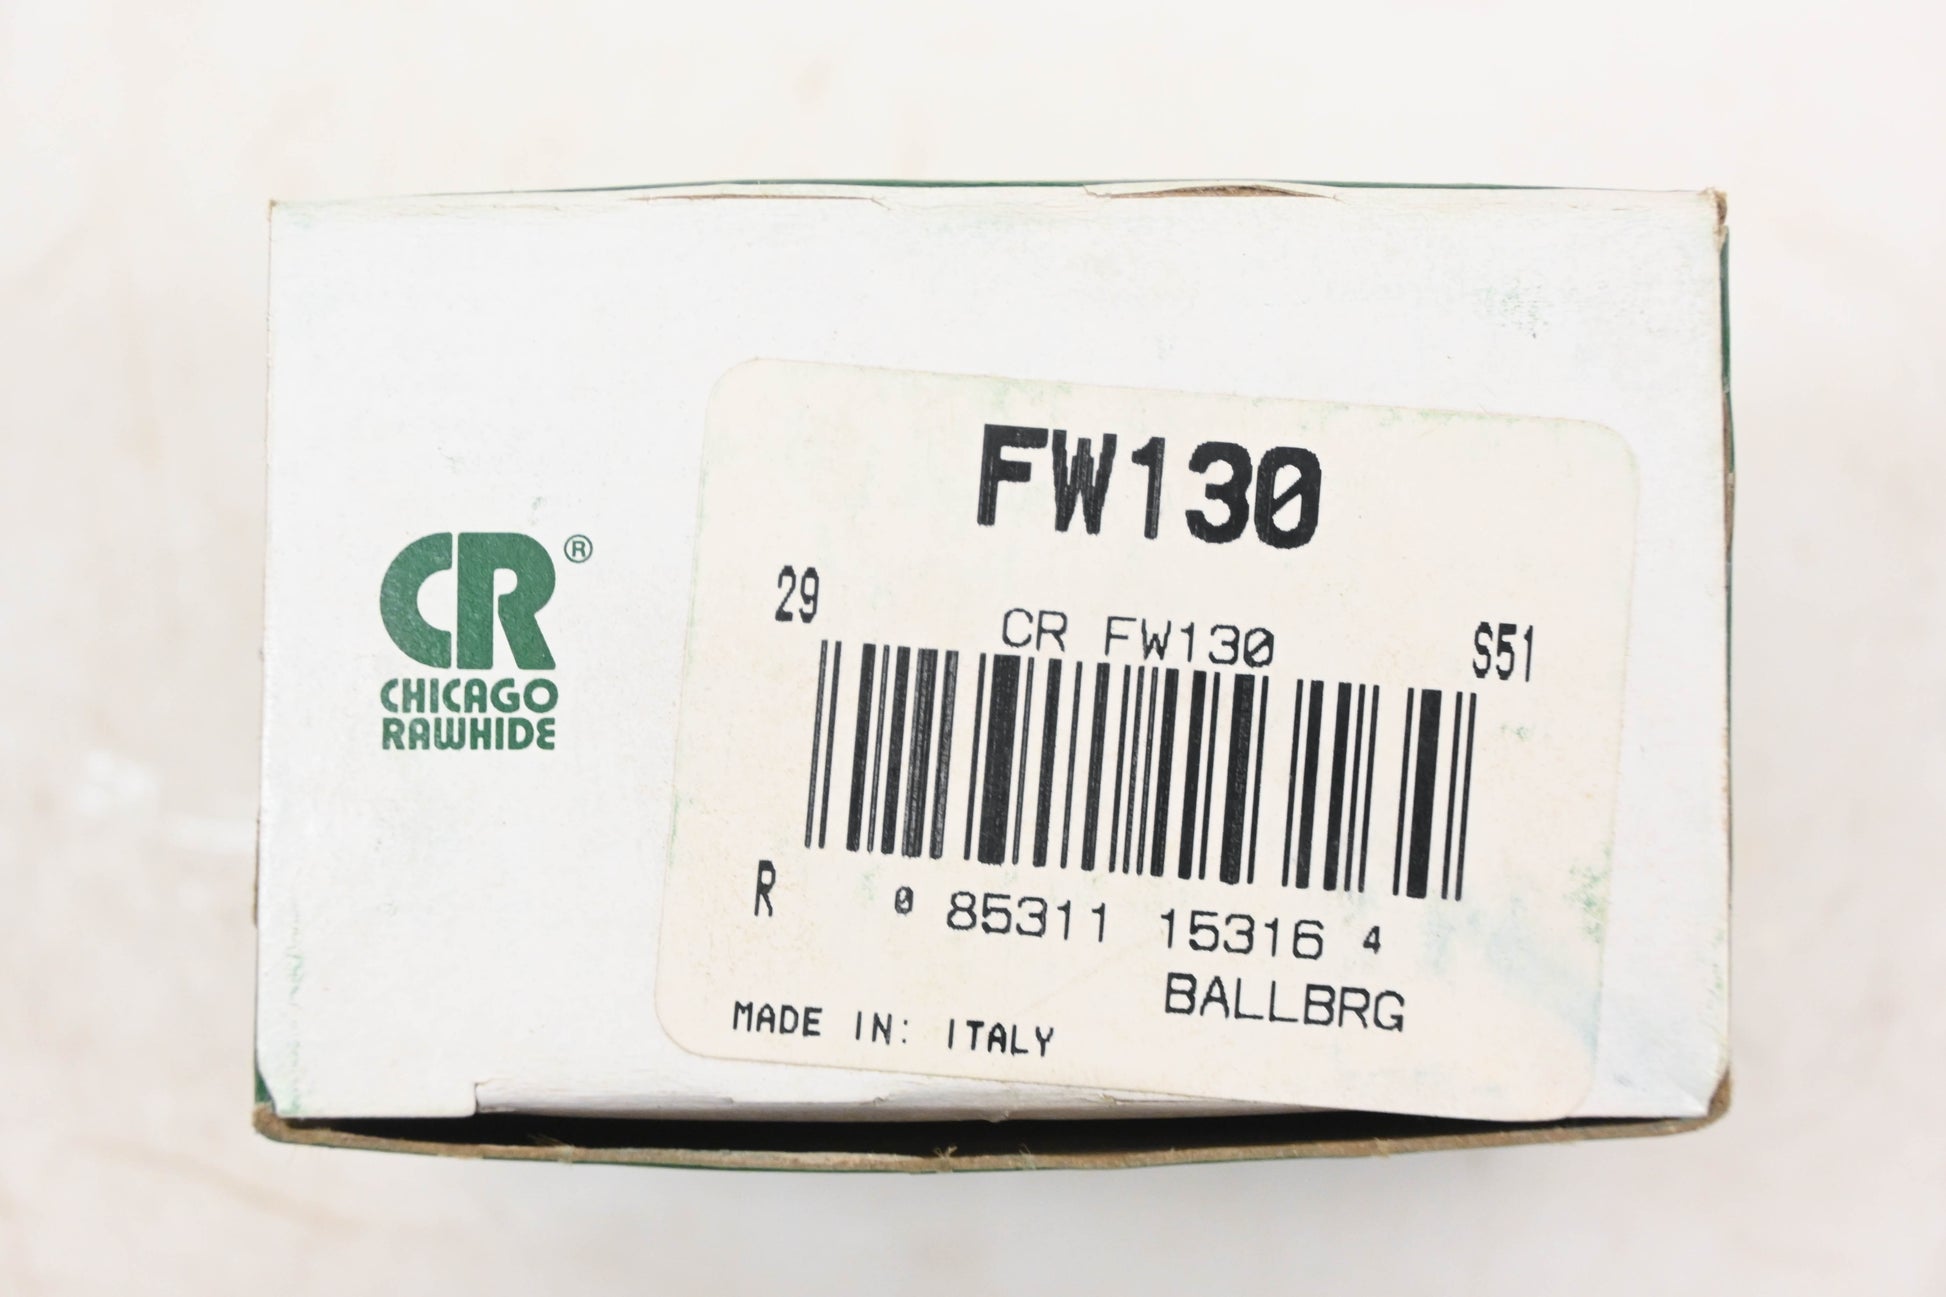 CR®
CHICAGO
RAWHIDE
FW130
29
CR FW130
S51
R
0 85311 15316 4
BALLBRG
MADE IN: ITALY